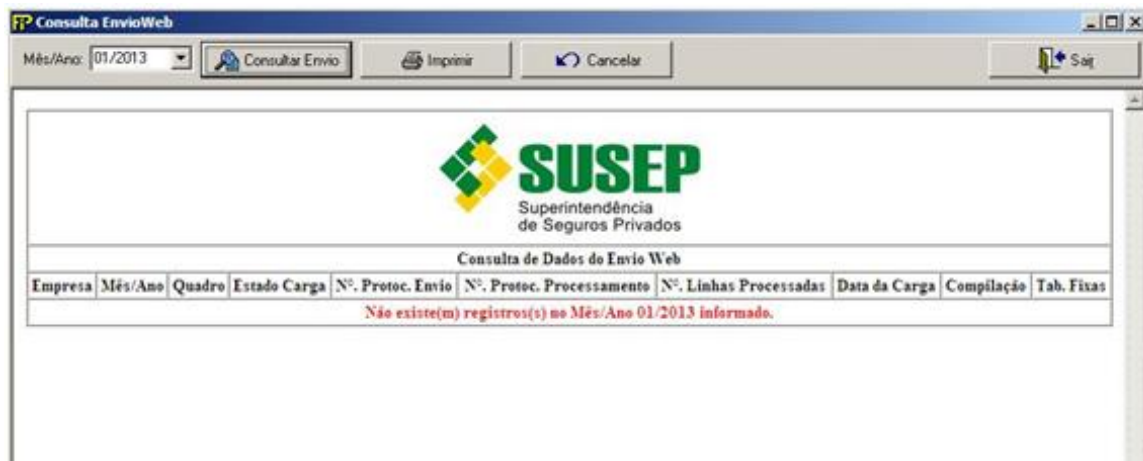 FP Consulta EnvioWeb
Mês/Ano: 01/2013 Consultar Envio Imprimir Cancelar Sair
SUSEP
Superintendência
de Seguros Privados
Consulta de Dados do Envio Web
Empresa Mês/Ano Quadro Estado Carga Nº. Protoc. Envio Nº. Protoc. Processamento Nº. Linhas Processadas Data da Carga Compilação Tab. Fixas
Não existe(m) registros(s) no Mês/Ano 01/2013 informado.